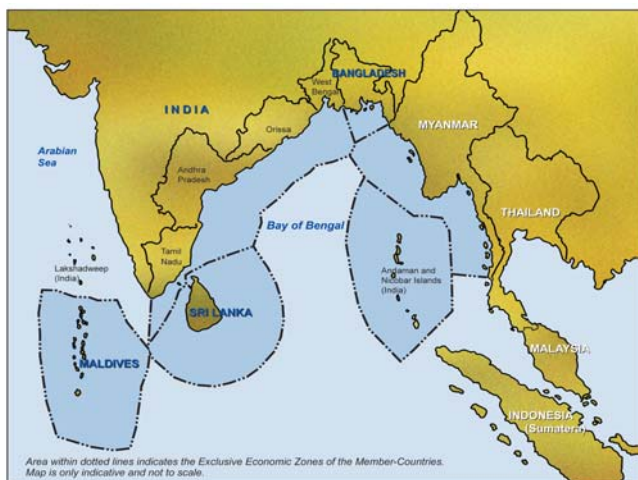 BANGLADESH
West
Bengal
INDIA
Orissa
MYANMAR
Arabian
Sea
Andhra
Pradesh
THAILAND
Bay of Bengal
Tamil
Nadu
Lakshadweep
(India)
Andaman and
Nicobar Islands
(India)
SRI LANKA
MALDIVES
MALAYSIA
INDONESIA
(Sumatera)
Area within dotted lines indicates the Exclusive Economic Zones of the Member-Countries.
Map is only indicative and not to scale.